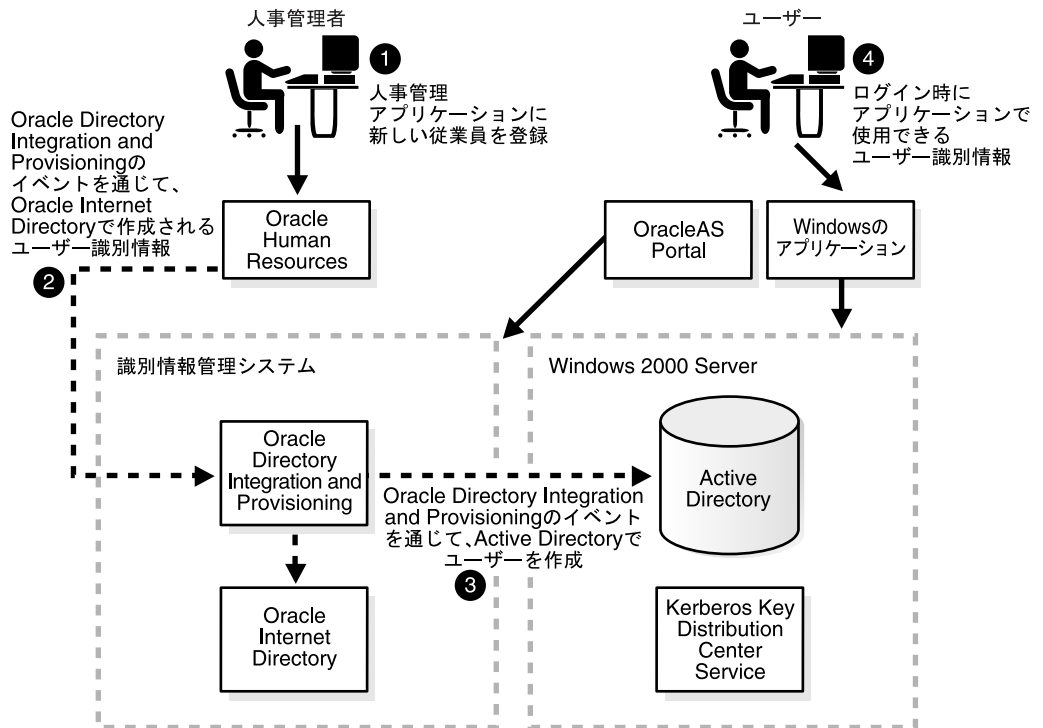 人事管理者
1
人事管理
アプリケーションに
新しい従業員を登録
ユーザー
4
ログイン時に
アプリケーションで
使用できる
ユーザー識別情報
Oracle Directory
Integration and
Provisioningの
イベントを通じて、
Oracle Internet
Directoryで作成される
ユーザー識別情報
2
Oracle
Human
Resources
OracleAS
Portal
Windowsの
アプリケーション
識別情報管理システム
Windows 2000 Server
Oracle
Directory
Integration and
Provisioning
Oracle Directory Integration
and Provisioningのイベント
を通じて、Active Directoryで
ユーザーを作成
3
Active
Directory
Oracle
Internet
Directory
Kerberos Key
Distribution
Center
Service